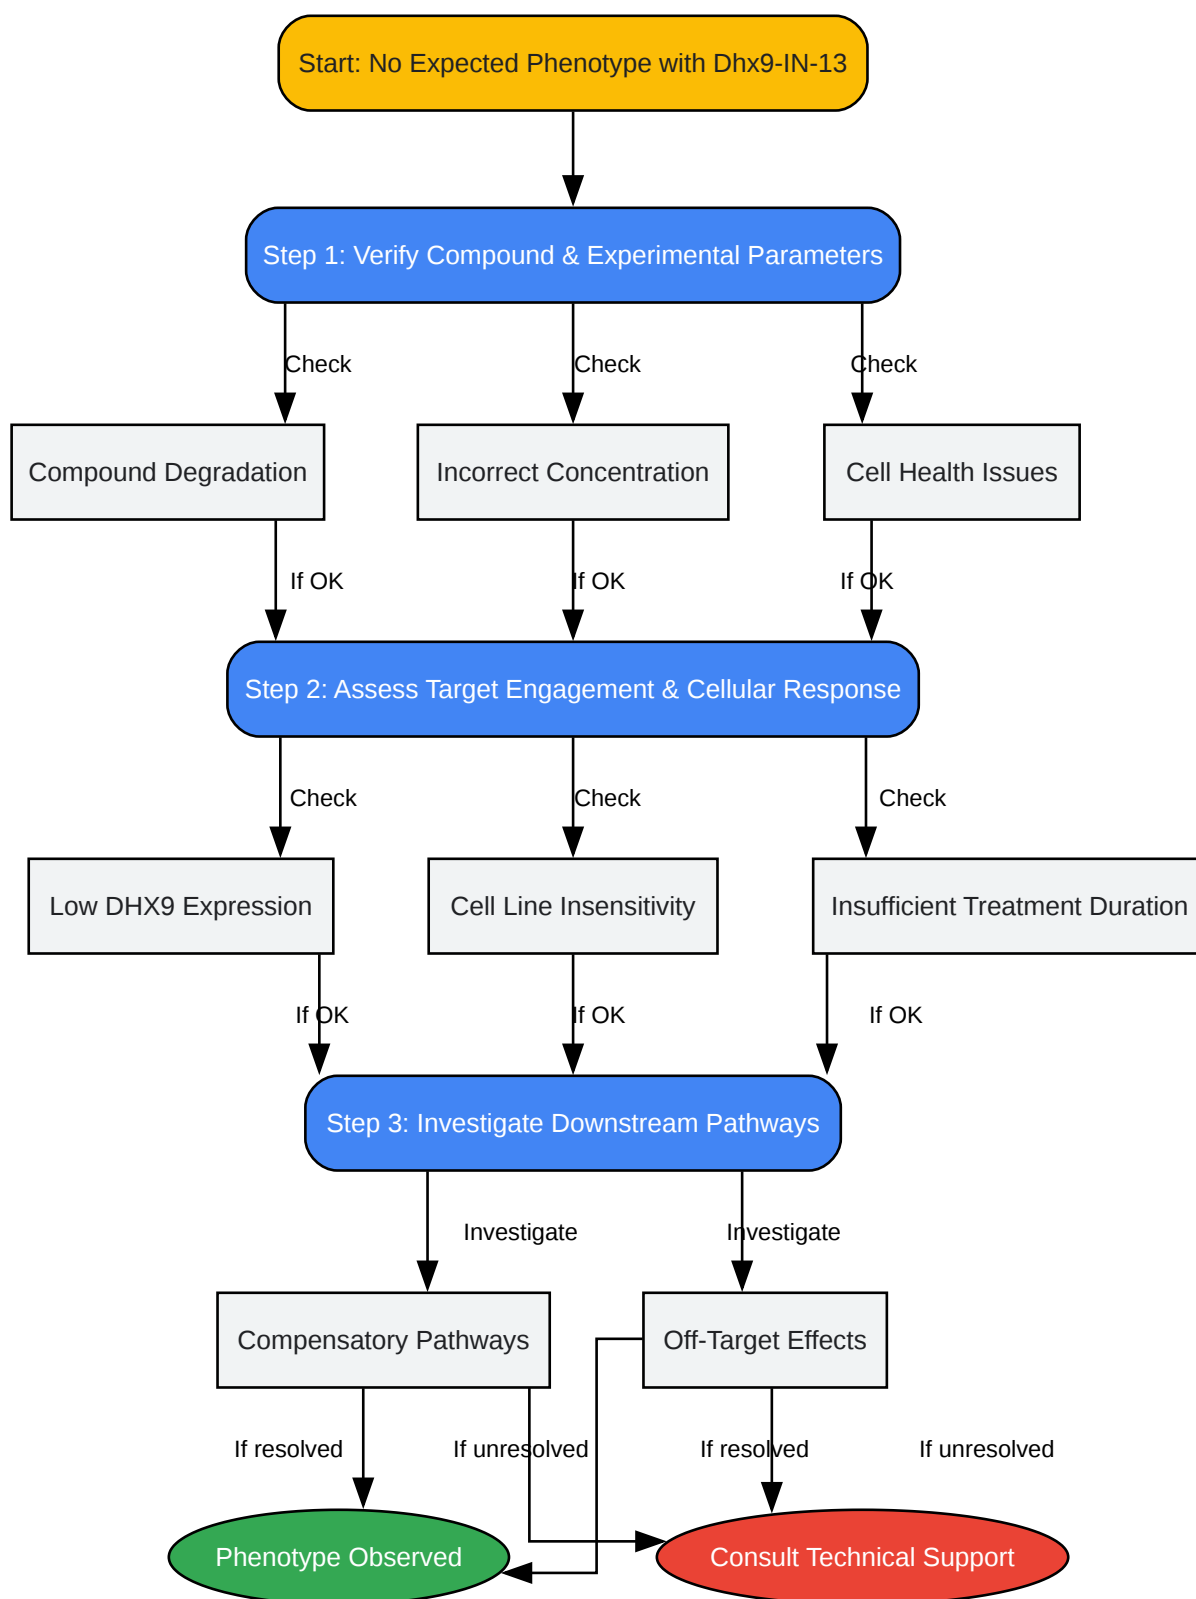 Start: No Expected Phenotype with Dhx9-IN-13
Step 1: Verify Compound & Experimental Parameters
Check
Check
Check
Compound Degradation
Incorrect Concentration
Cell Health Issues
If OK
If OK
If OK
Step 2: Assess Target Engagement & Cellular Response
Check
Check
Check
Low DHX9 Expression
Cell Line Insensitivity
Insufficient Treatment Duration
If OK
If OK
If OK
Step 3: Investigate Downstream Pathways
Investigate
Investigate
Compensatory Pathways
Off-Target Effects
If resolved
If unresolved
If resolved
If unresolved
Phenotype Observed
Consult Technical Support